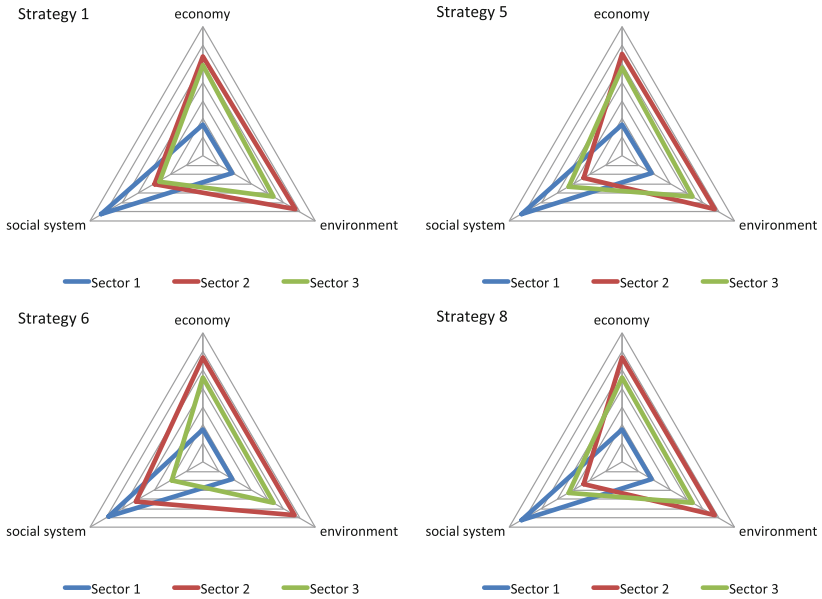 Strategy 1
economy
social system
environment
Sector 1
Sector 2
Sector 3
Strategy 5
economy
social system
environment
Sector 1
Sector 2
Sector 3
Strategy 6
economy
social system
environment
Sector 1
Sector 2
Sector 3
Strategy 8
economy
social system
environment
Sector 1
Sector 2
Sector 3